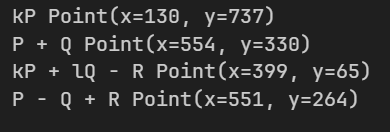 kP Point(x=130, y=737)
P + Q Point(x=554, y=330)
kP + lQ - R Point(x=399, y=65)
P - Q + R Point(x=551, y=264)